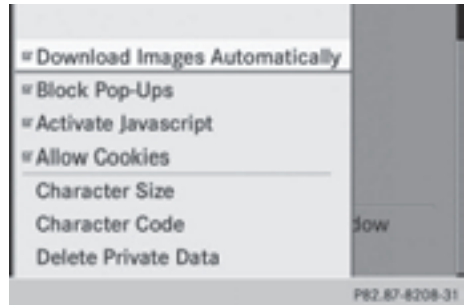 Download Images Automatically
Block Pop-Ups
Activate Javascript
Allow Cookies
Character Size
Character Code
dow
Delete Private Data
P82.87-8208-31